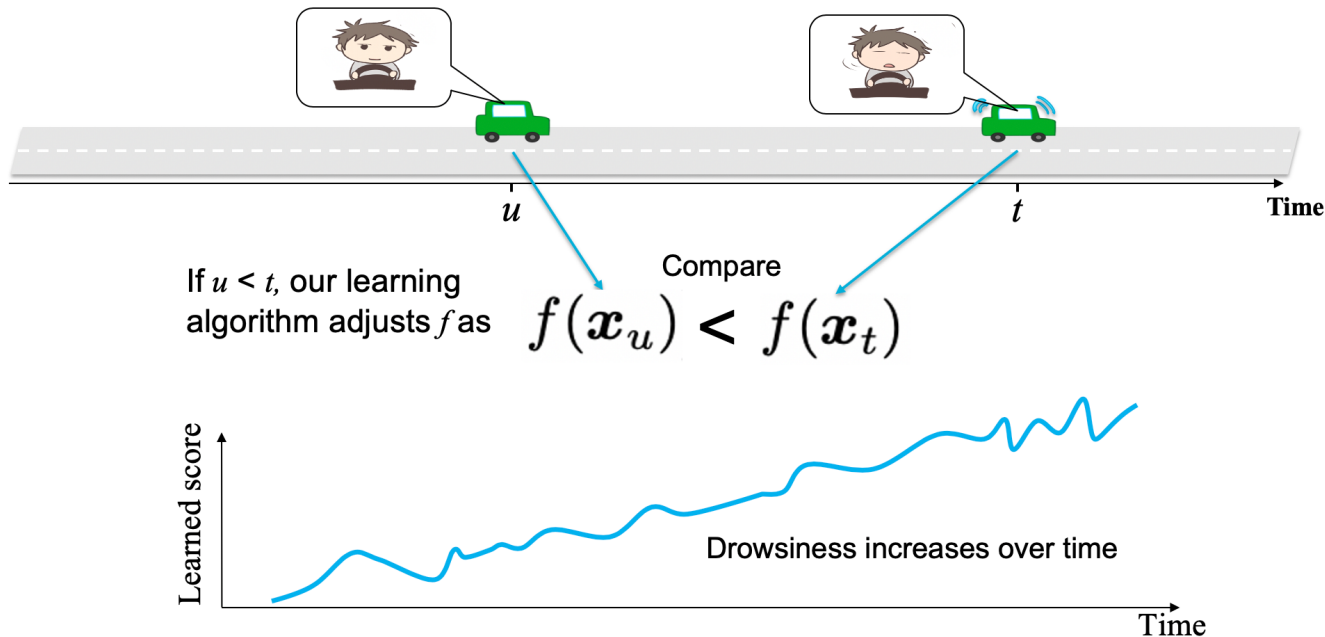 u
t
Time
Compare
If u < t, our learning
algorithm adjusts f as
f(x_u) < f(x_t)
Learned score
Drowsiness increases over time
Time